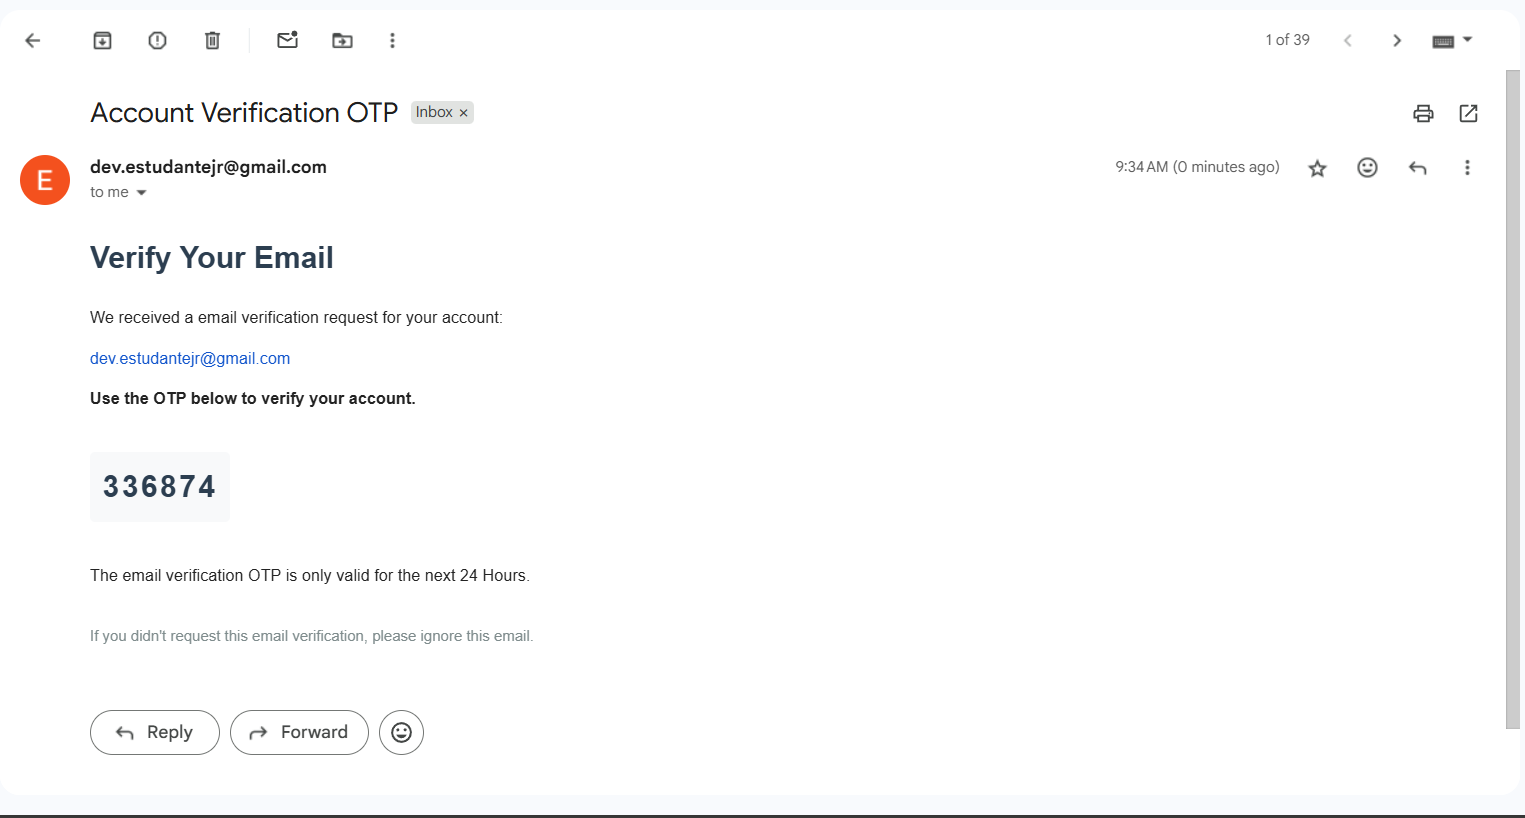 1 of 39
Account Verification OTP Inbox ×
dev.estudantejr@gmail.com 9:34 AM (0 minutes ago)
E
to me
Verify Your Email
We received a email verification request for your account:
dev.estudantejr@gmail.com
Use the OTP below to verify your account.
336874
The email verification OTP is only valid for the next 24 Hours.
If you didn't request this email verification, please ignore this email.
Reply Forward